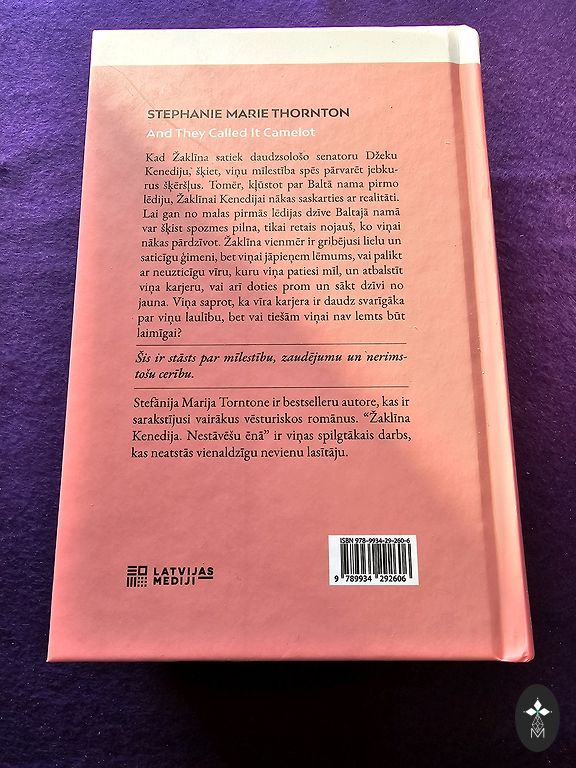 STEPHANIE MARIE THORNTON
And They Called It Camelot
Kad Žaklīna satiek daudzsološo senatoru Džeku
Kenediju, šķiet, viņu mīlestība spēs pārvarēt jebku-
rus šķēršļus. Tomēr, kļūstot par Baltā nama pirmo
lēdiju, Žaklīnai Kenedijai nākas saskarties ar realitāti.
Lai gan no malas pirmās lēdijas dzīve Baltajā namā
var šķist spozmes pilna, tikai retais nojauš, ko viņai
nākas pārdzīvot. Žaklīna vienmēr ir gribējusi lielu un
saticīgu ģimeni, bet viņai jāpieņem lēmums, vai palikt
ar neuzticīgu vīru, kuru viņa patiesi mīl, un atbalstīt
viņa karjeru, vai arī doties prom un sākt dzīvi no
jauna. Viņa saprot, ka vīra karjera ir daudz svarīgāka
par viņu laulību, bet vai tiešām viņai nav lemts būt
laimīgai?
Šis ir stāsts par mīlestību, zaudējumu un nerims-
tošu cerību.
Stefānija Marija Torntone ir bestselleru autore, kas ir
sarakstījusi vairākus vēsturiskos romānus. “Žaklīna
Kenedija. Nestāvēšu ēnā” ir viņas spilgtākais darbs,
kas neatstās vienaldzīgu nevienu lasītāju.
ISBN 978-9934-29-260-6
9 789934 292606
LATVIJAS
MEDIJI
M